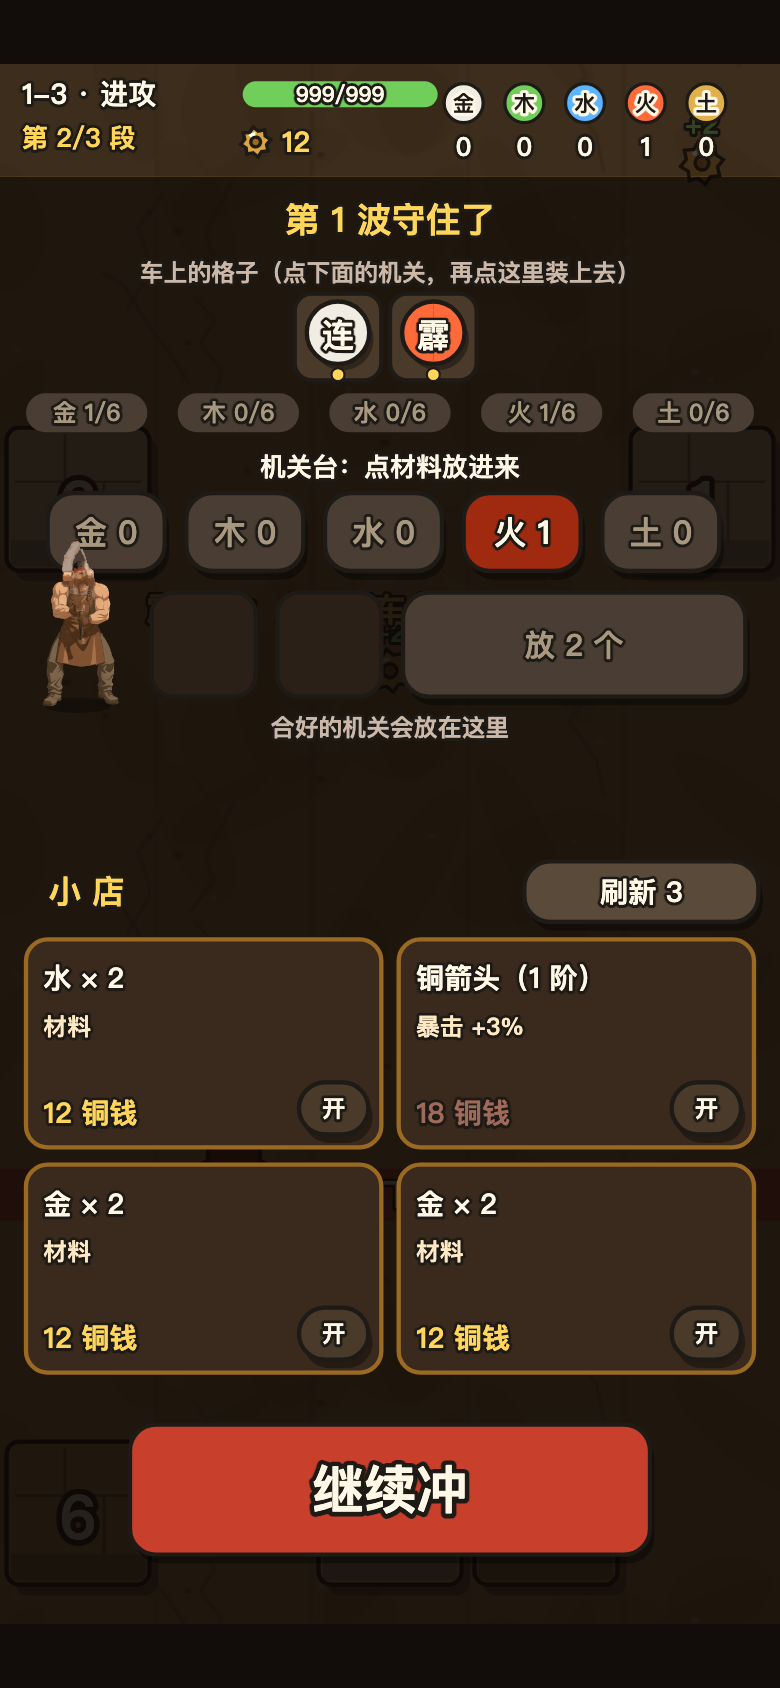 1–3 · 进攻
999/999
金 木 水 火 土
第 2/3 段
12
0 0 0 1 0
+2
第 1 波守住了
车上的格子（点下面的机关，再点这里装上去）
连 霹
金 1/6 木 0/6 水 0/6 火 1/6 土 0/6
机关台：点材料放进来
金 0 木 0 水 0 火 1 土 0
放 2 个
合好的机关会放在这里
小 店
刷新 3
水 × 2
材料
12 铜钱
开
铜箭头（1 阶）
暴击 +3%
18 铜钱
开
金 × 2
材料
12 铜钱
开
金 × 2
材料
12 铜钱
开
继续冲
6